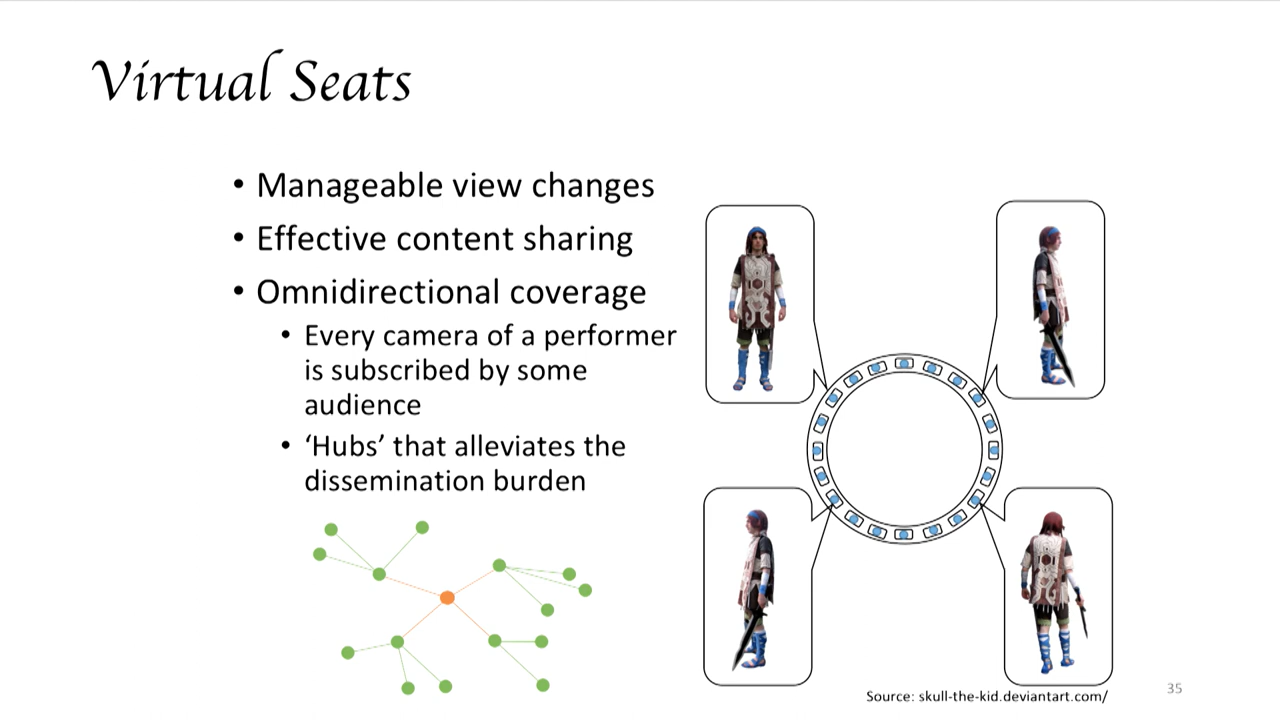 Virtual Seats
• Manageable view changes
• Effective content sharing
• Omnidirectional coverage
• Every camera of a performer
is subscribed by some
audience
• ‘Hubs’ that alleviates the
dissemination burden
Source: skull-the-kid.deviantart.com/
35